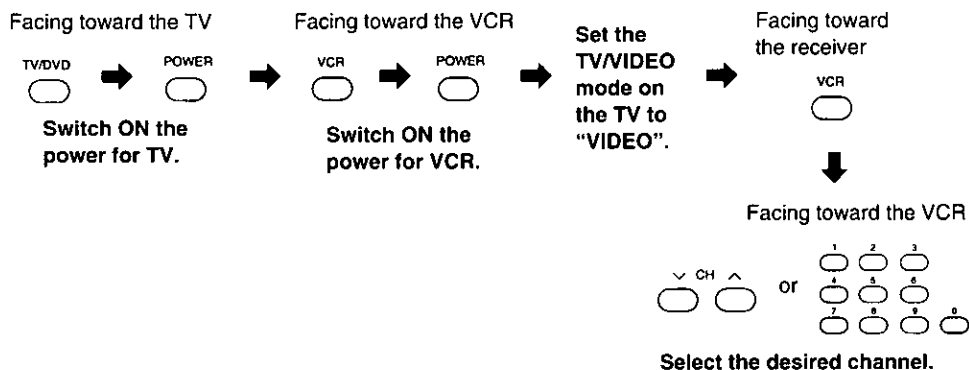 Facing toward the TV
TV/DVD
POWER
Switch ON the
power for TV.
Facing toward the VCR
VCR
POWER
Switch ON the
power for VCR.
Set the
TV/VIDEO
mode on
the TV to
“VIDEO”.
Facing toward
the receiver
VCR
Facing toward the VCR
CH
or
1 2 3
4 5 6
7 8 9 0
Select the desired channel.